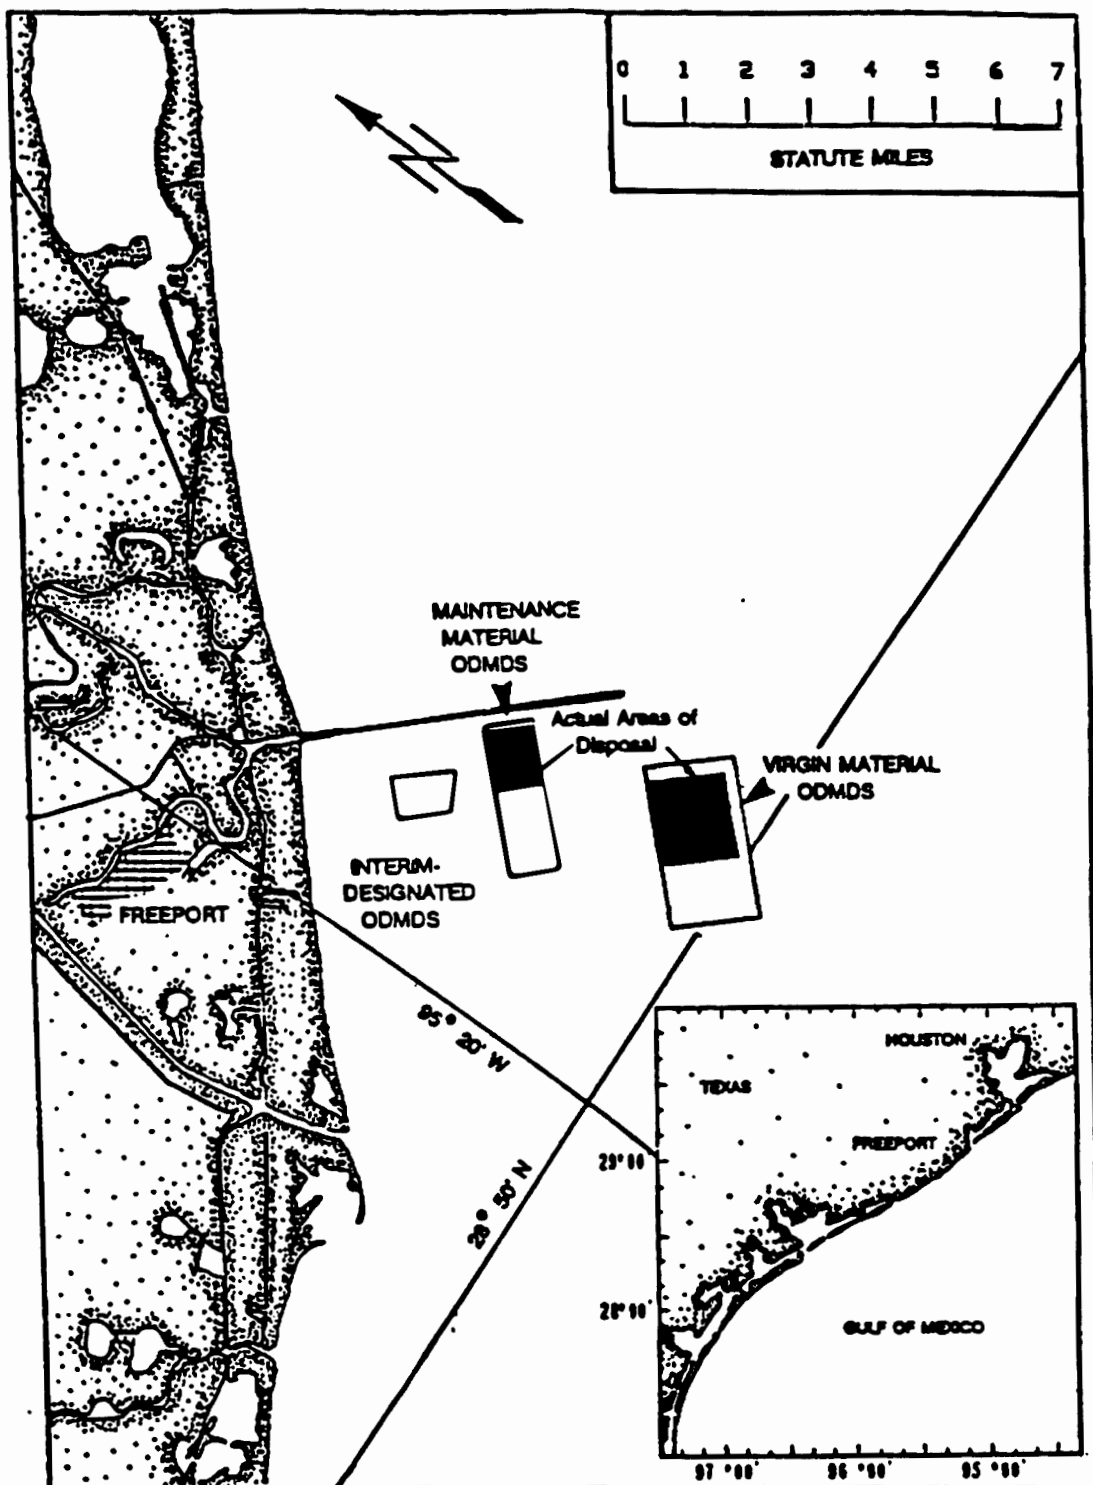 0 1 2 3 4 5 6 7
STATUTE MILES
MAINTENANCE
MATERIAL
ODMDS
Actual Areas of
Disposal
VIRGIN MATERIAL
ODMDS
INTERIM-
DESIGNATED
ODMDS
FREEPORT
95° 20' W
28° 50' N
HOUSTON
TEXAS
FREEPORT
29°00'
28°00'
GULF OF MEXICO
97°00' 96°00' 95°00'